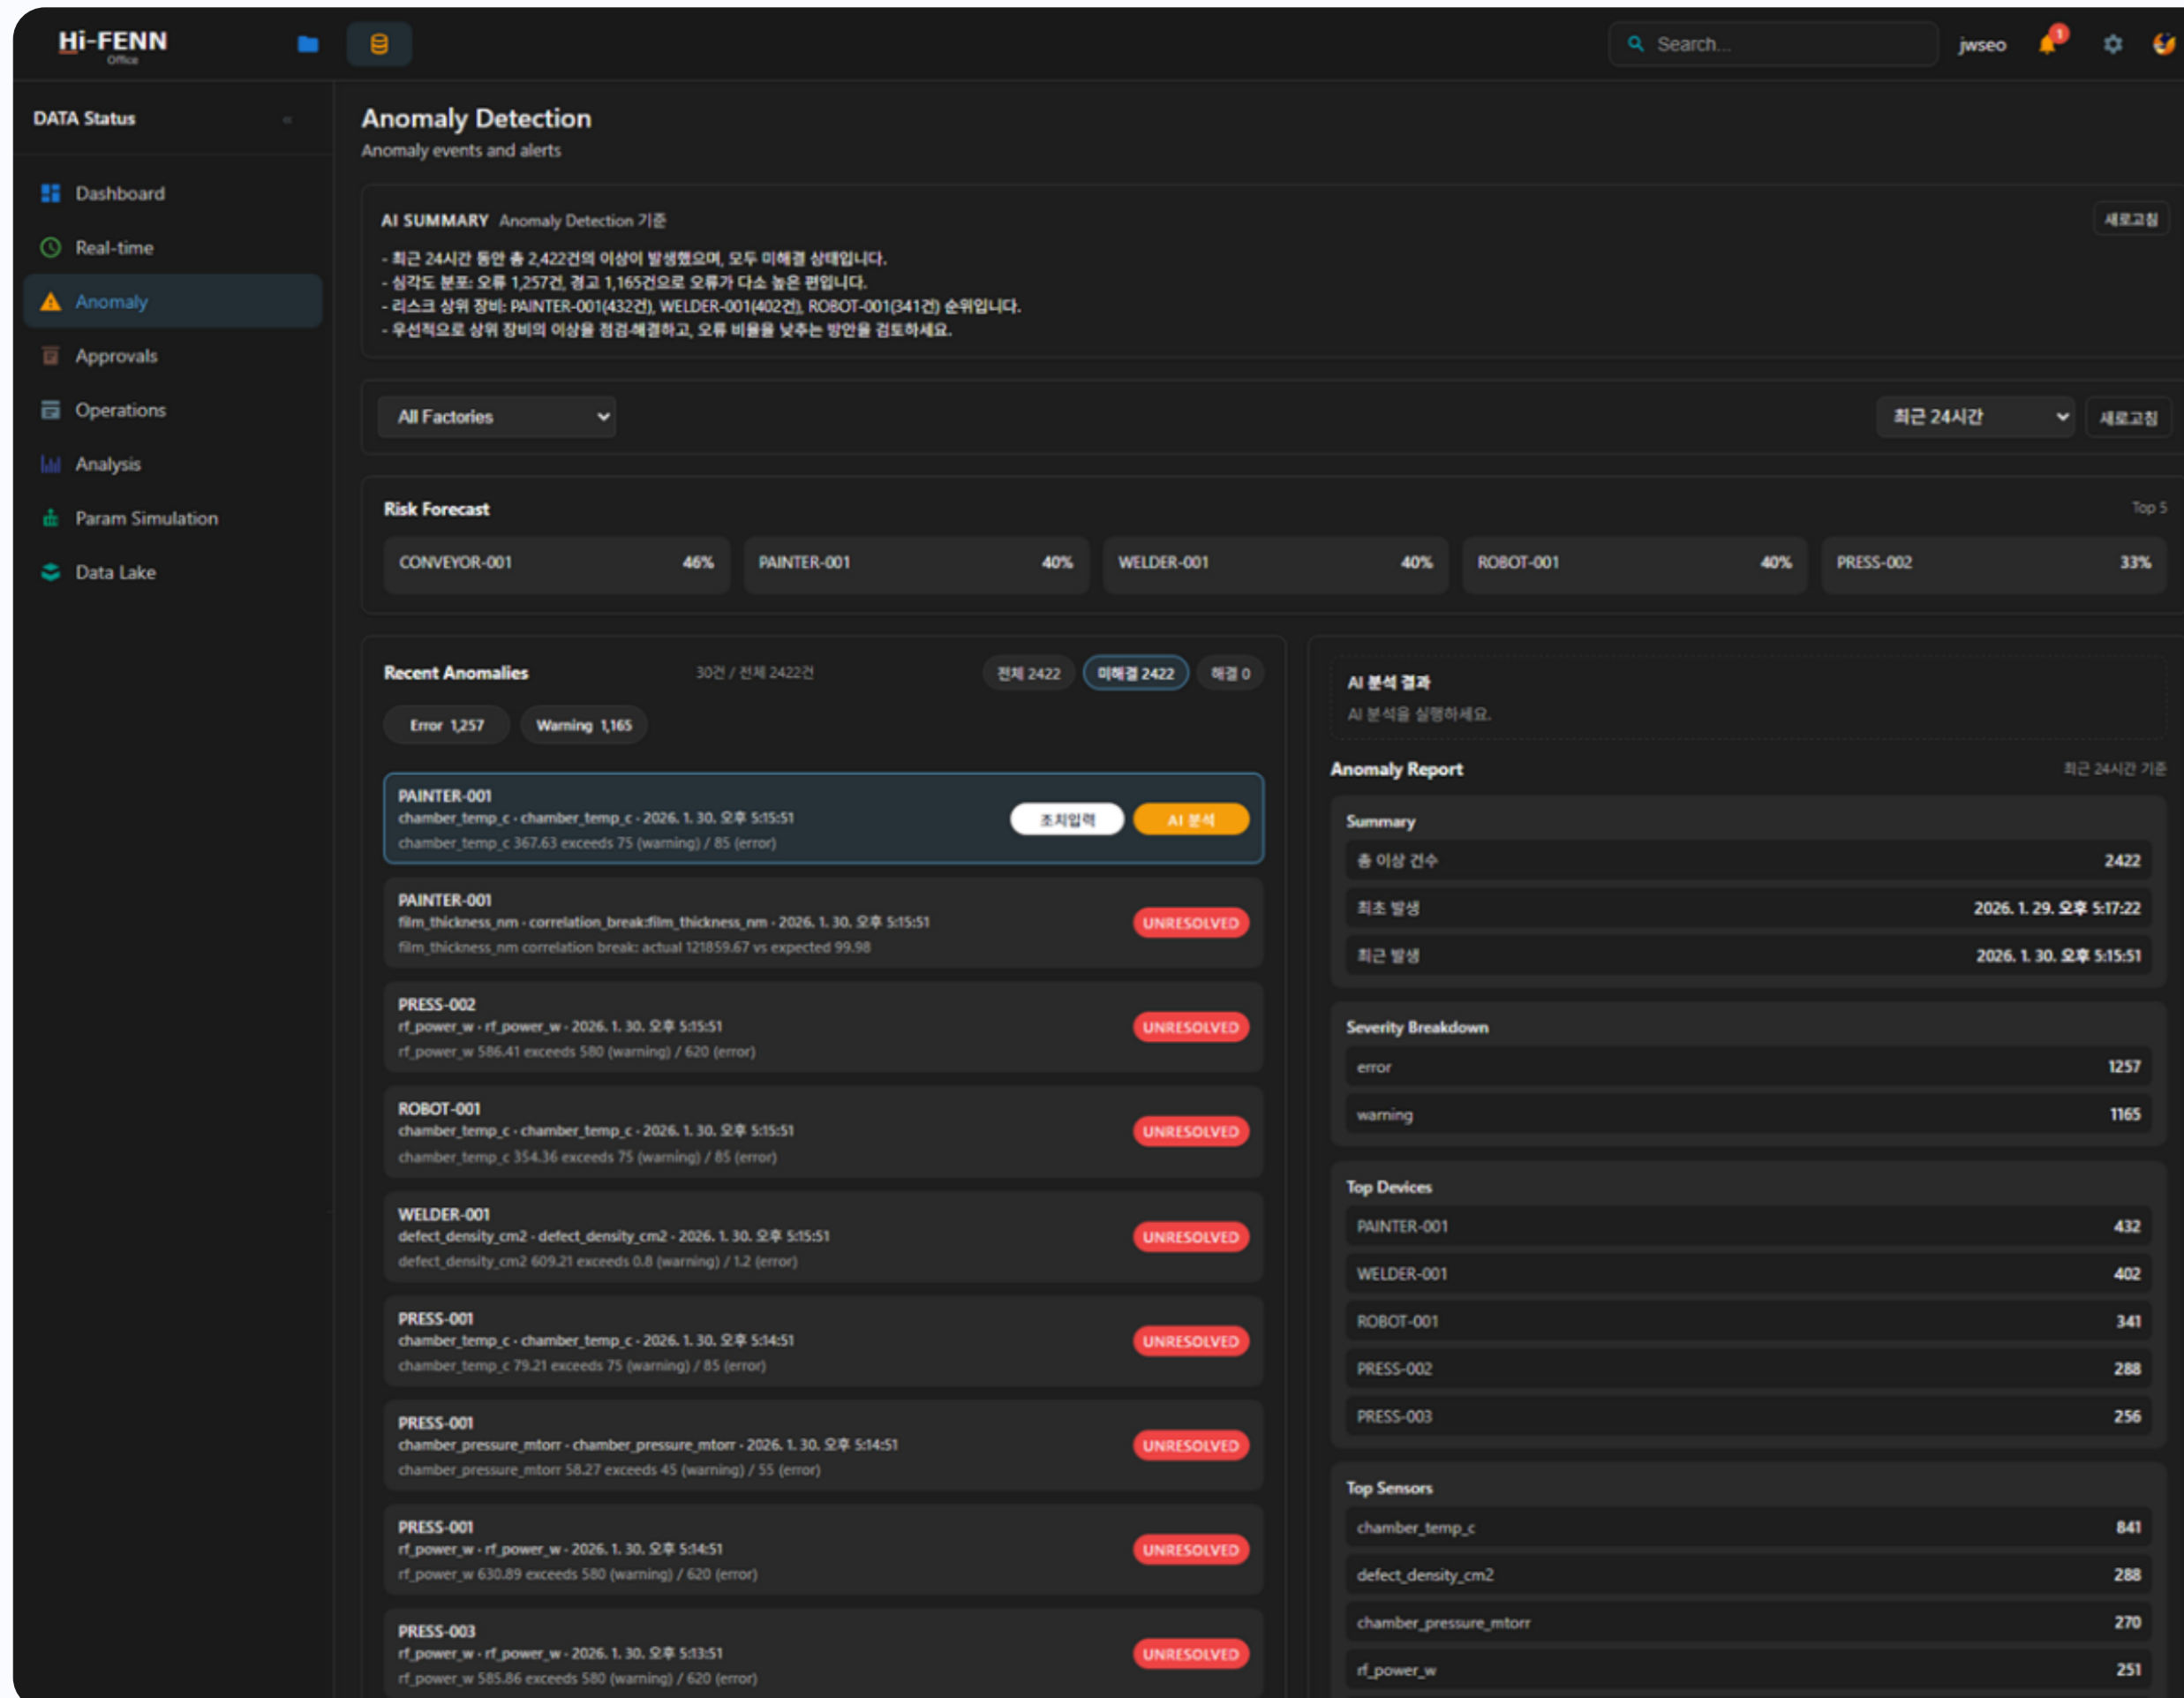 Hi-FENN
Office
Search...
jwseo
1
DATA Status
«
Dashboard
Real-time
Anomaly
Approvals
Operations
Analysis
Param Simulation
Data Lake
Anomaly Detection
Anomaly events and alerts
AI SUMMARY Anomaly Detection 기준
새로고침
- 최근 24시간 동안 총 2,422건의 이상이 발생했으며, 모두 미해결 상태입니다.
- 심각도 분포: 오류 1,257건, 경고 1,165건으로 오류가 다소 높은 편입니다.
- 리스크 상위 장비: PAINTER-001(432건), WELDER-001(402건), ROBOT-001(341건) 순위입니다.
- 우선적으로 상위 장비의 이상을 점검·해결하고, 오류 비율을 낮추는 방안을 검토하세요.
All Factories
최근 24시간
새로고침
Risk Forecast
Top 5
CONVEYOR-001 46%
PAINTER-001 40%
WELDER-001 40%
ROBOT-001 40%
PRESS-002 33%
Recent Anomalies
30건 / 전체 2422건
전체 2422
미해결 2422
해결 0
Error 1,257
Warning 1,165
PAINTER-001
chamber_temp_c · chamber_temp_c · 2026. 1. 30. 오후 5:15:51
chamber_temp_c 367.63 exceeds 75 (warning) / 85 (error)
조치입력
AI 분석
PAINTER-001
film_thickness_nm · correlation_break:film_thickness_nm · 2026. 1. 30. 오후 5:15:51
film_thickness_nm correlation break: actual 121859.67 vs expected 99.98
UNRESOLVED
PRESS-002
rf_power_w · rf_power_w · 2026. 1. 30. 오후 5:15:51
rf_power_w 586.41 exceeds 580 (warning) / 620 (error)
UNRESOLVED
ROBOT-001
chamber_temp_c · chamber_temp_c · 2026. 1. 30. 오후 5:15:51
chamber_temp_c 354.36 exceeds 75 (warning) / 85 (error)
UNRESOLVED
WELDER-001
defect_density_cm2 · defect_density_cm2 · 2026. 1. 30. 오후 5:15:51
defect_density_cm2 609.21 exceeds 0.8 (warning) / 1.2 (error)
UNRESOLVED
PRESS-001
chamber_temp_c · chamber_temp_c · 2026. 1. 30. 오후 5:14:51
chamber_temp_c 79.21 exceeds 75 (warning) / 85 (error)
UNRESOLVED
PRESS-001
chamber_pressure_mtorr · chamber_pressure_mtorr · 2026. 1. 30. 오후 5:14:51
chamber_pressure_mtorr 58.27 exceeds 45 (warning) / 55 (error)
UNRESOLVED
PRESS-001
rf_power_w · rf_power_w · 2026. 1. 30. 오후 5:14:51
rf_power_w 630.89 exceeds 580 (warning) / 620 (error)
UNRESOLVED
PRESS-003
rf_power_w · rf_power_w · 2026. 1. 30. 오후 5:13:51
rf_power_w 585.86 exceeds 580 (warning) / 620 (error)
UNRESOLVED
AI 분석 결과
AI 분석을 실행하세요.
Anomaly Report
최근 24시간 기준
Summary
총 이상 건수 2422
최초 발생 2026. 1. 29. 오후 5:17:22
최근 발생 2026. 1. 30. 오후 5:15:51
Severity Breakdown
error 1257
warning 1165
Top Devices
PAINTER-001 432
WELDER-001 402
ROBOT-001 341
PRESS-002 288
PRESS-003 256
Top Sensors
chamber_temp_c 841
defect_density_cm2 288
chamber_pressure_mtorr 270
rf_power_w 251